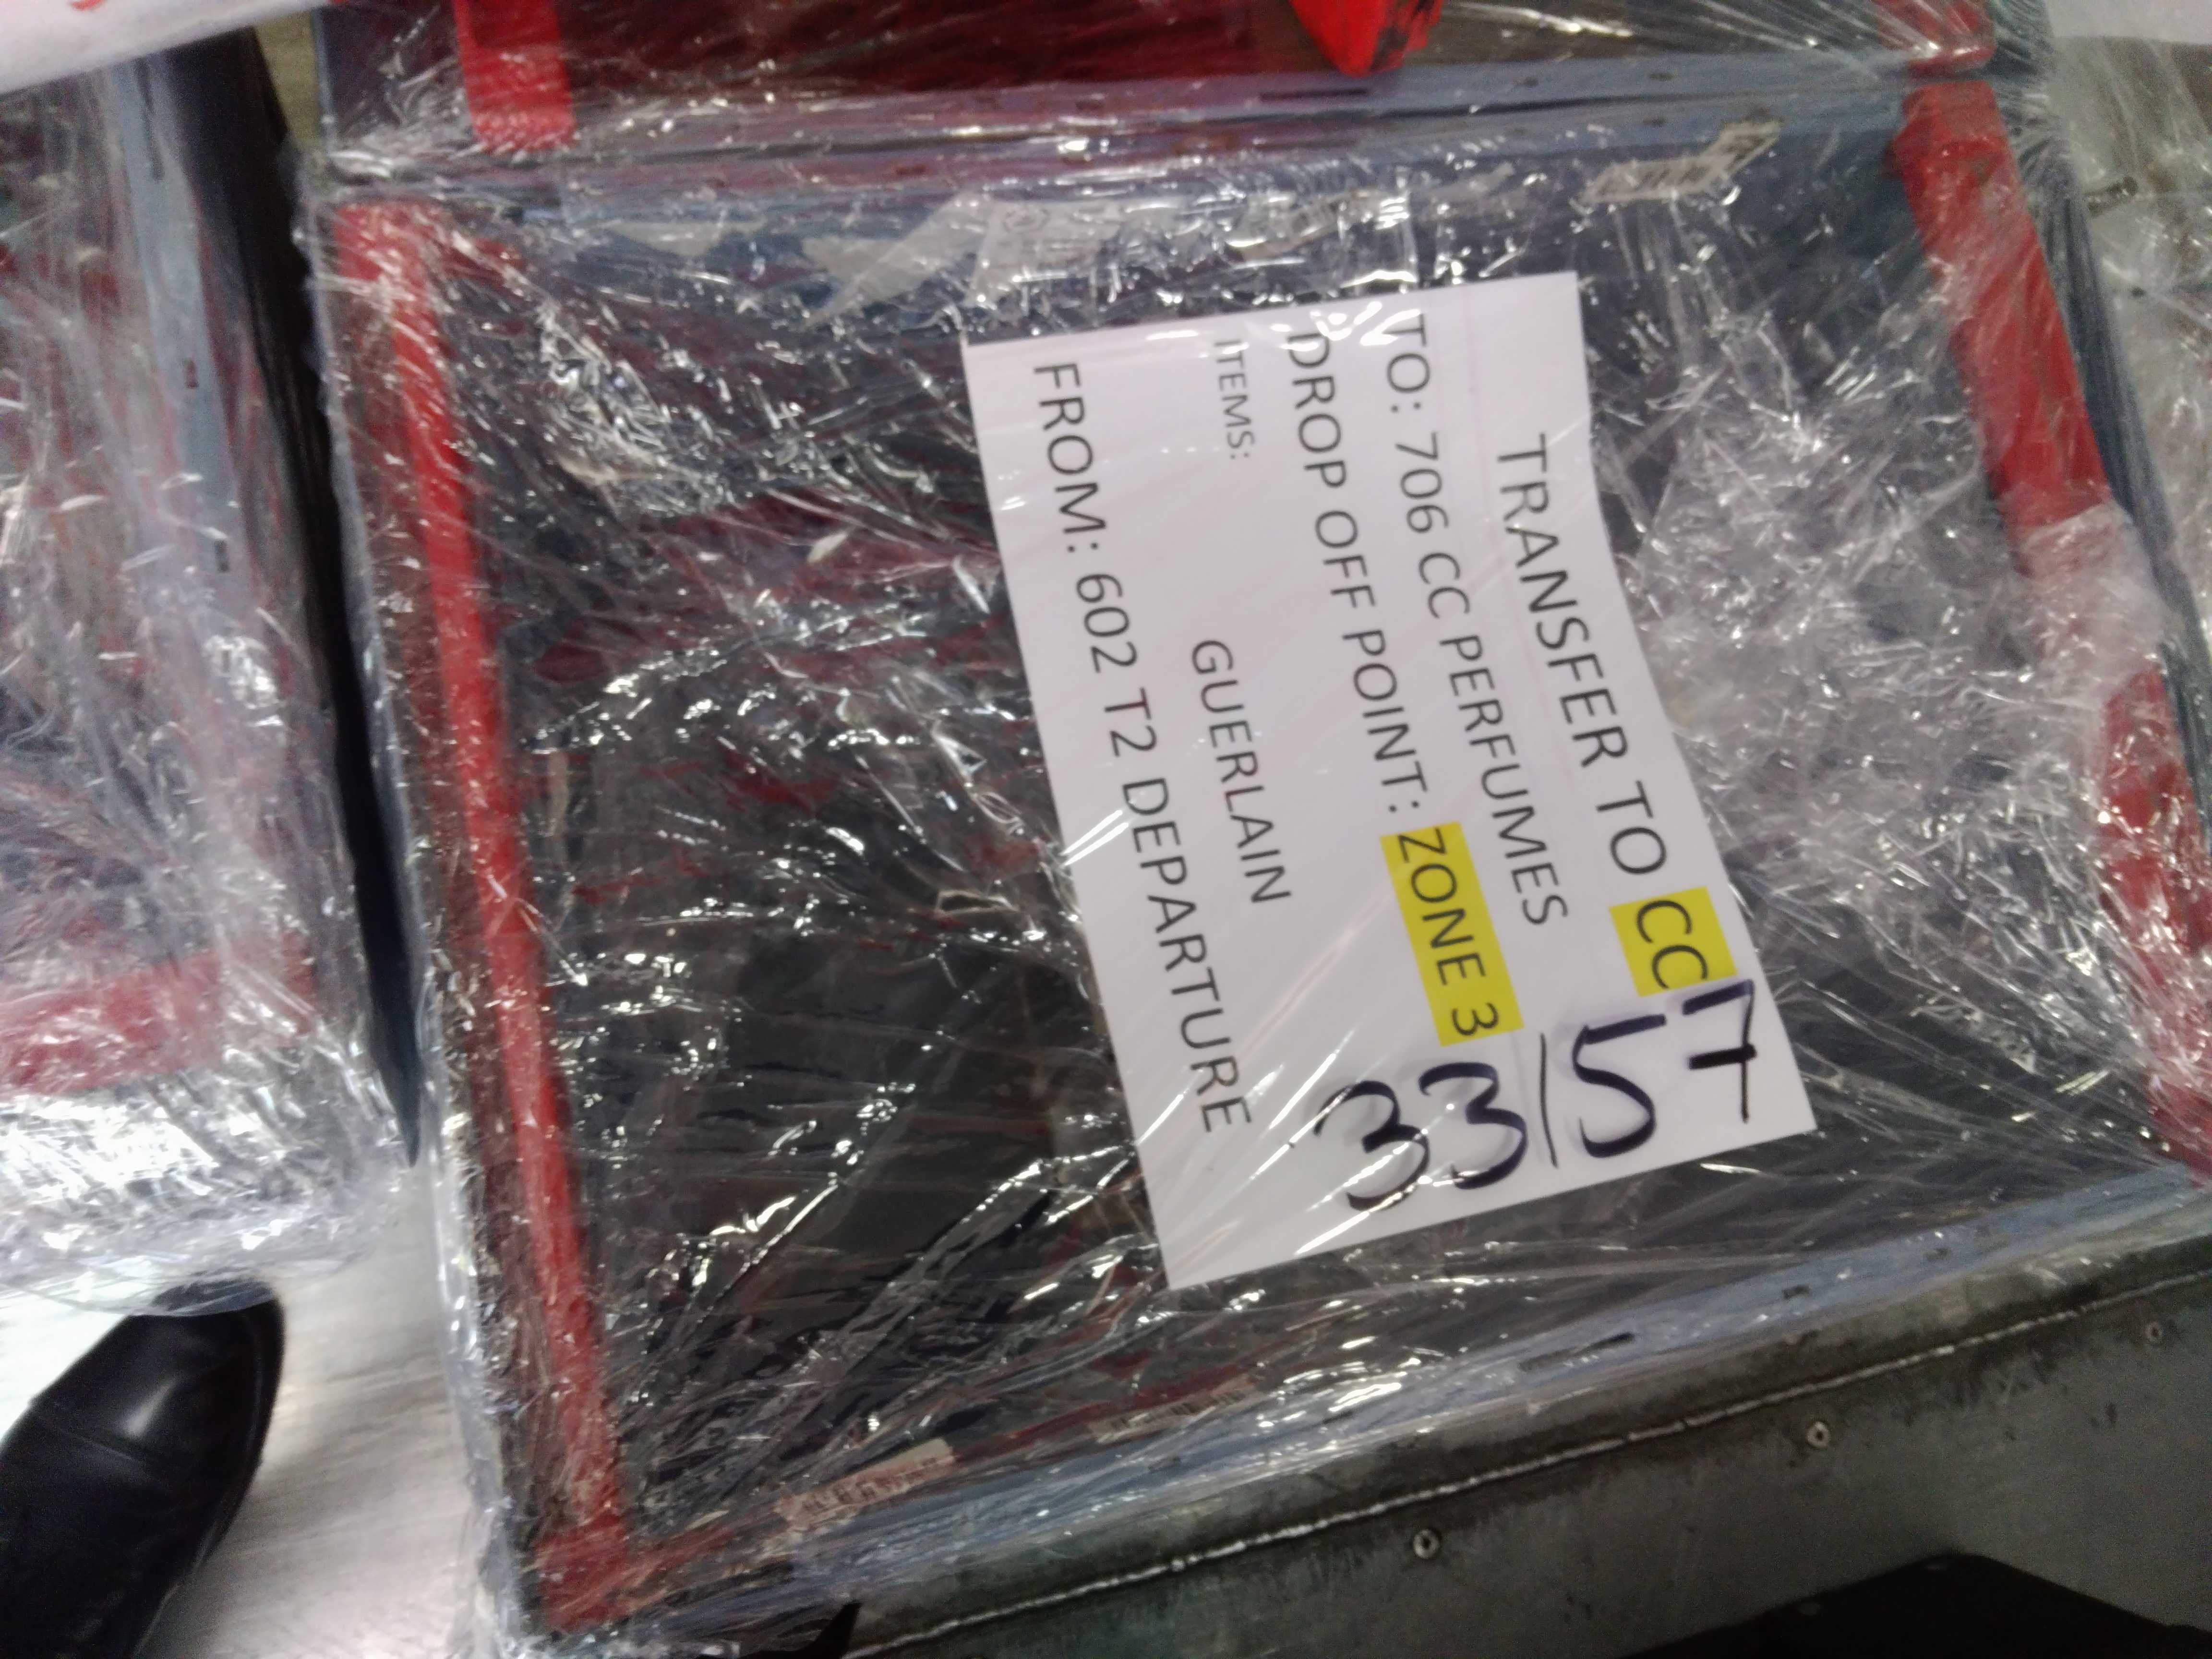 TRANSFER TO CC
TO: 706 CC PERFUMES
DROP OFF POINT: ZONE 3
ITEMS:
GUERLAIN
FROM: 602 T2 DEPARTURE
33/57